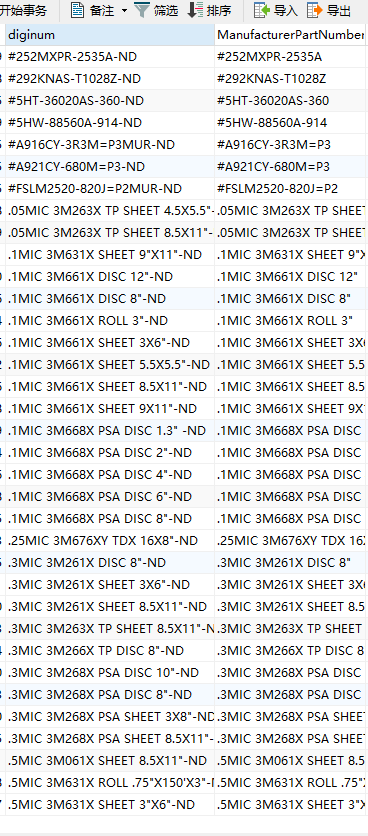 开始事务 备注 筛选 排序 导入 导出
diginum ManufacturerPartNumber
#252MXPR-2535A-ND #252MXPR-2535A
#292KNAS-T1028Z-ND #292KNAS-T1028Z
#5HT-36020AS-360-ND #5HT-36020AS-360
#5HW-88560A-914-ND #5HW-88560A-914
#A916CY-3R3M=P3MUR-ND #A916CY-3R3M=P3
#A921CY-680M=P3-ND #A921CY-680M=P3
#FSLM2520-820J=P2MUR-ND #FSLM2520-820J=P2
.05MIC 3M263X TP SHEET 4.5X5.5"- .05MIC 3M263X TP SHEET
.05MIC 3M263X TP SHEET 8.5X11"- .05MIC 3M263X TP SHEET
.1MIC 3M631X SHEET 9"X11"-ND .1MIC 3M631X SHEET 9"X
.1MIC 3M661X DISC 12"-ND .1MIC 3M661X DISC 12"
.1MIC 3M661X DISC 8"-ND .1MIC 3M661X DISC 8"
.1MIC 3M661X ROLL 3"-ND .1MIC 3M661X ROLL 3"
.1MIC 3M661X SHEET 3X6"-ND .1MIC 3M661X SHEET 3X6
.1MIC 3M661X SHEET 5.5X5.5"-ND .1MIC 3M661X SHEET 5.5
.1MIC 3M661X SHEET 8.5X11"-ND .1MIC 3M661X SHEET 8.5
.1MIC 3M661X SHEET 9X11"-ND .1MIC 3M661X SHEET 9X
.1MIC 3M668X PSA DISC 1.3" -ND .1MIC 3M668X PSA DISC
.1MIC 3M668X PSA DISC 2"-ND .1MIC 3M668X PSA DISC
.1MIC 3M668X PSA DISC 4"-ND .1MIC 3M668X PSA DISC
.1MIC 3M668X PSA DISC 6"-ND .1MIC 3M668X PSA DISC
.1MIC 3M668X PSA DISC 8"-ND .1MIC 3M668X PSA DISC
.25MIC 3M676XY TDX 16X8"-ND .25MIC 3M676XY TDX 16
.3MIC 3M261X DISC 8"-ND .3MIC 3M261X DISC 8"
.3MIC 3M261X SHEET 3X6"-ND .3MIC 3M261X SHEET 3X6
.3MIC 3M261X SHEET 8.5X11"-ND .3MIC 3M261X SHEET 8.5
.3MIC 3M263X TP SHEET 8.5X11"-N .3MIC 3M263X TP SHEET
.3MIC 3M266X TP DISC 8"-ND .3MIC 3M266X TP DISC 8
.3MIC 3M268X PSA DISC 10"-ND .3MIC 3M268X PSA DISC
.3MIC 3M268X PSA DISC 8"-ND .3MIC 3M268X PSA DISC
.3MIC 3M268X PSA SHEET 3X8"-ND .3MIC 3M268X PSA SHEET
.3MIC 3M268X PSA SHEET 8.5X11"- .3MIC 3M268X PSA SHEET
.5MIC 3M061X SHEET 8.5X11"-ND .5MIC 3M061X SHEET 8.5
.5MIC 3M631X ROLL .75"X150'X3"- .5MIC 3M631X ROLL .75"
.5MIC 3M631X SHEET 3"X6"-ND .5MIC 3M631X SHEET 3"X